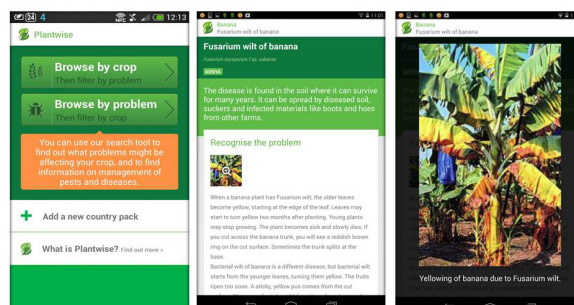 24 4
12:13
Plantwise
Browse by crop
Then filter by problem
Browse by problem
Then filter by crop
You can use our search tool to
find out what problems might be
affecting your crop, and to find
information on management of
pests and diseases.
Add a new country pack
What is Plantwise? Find out more »
11:01
Banana
Fusarium wilt of banana
Fusarium wilt of banana
Fusarium oxysporum f.sp. cubense
KENYA
The disease is found in the soil where it can survive
for many years. It can be spread by diseased soil,
suckers and infected materials like boots and hoes
from other farms.
Recognise the problem
When a banana plant has Fusarium wilt, the older leaves
become yellow, starting at the edge of the leaf. Leaves may
start to turn yellow two months after planting. Young plants
may stop growing. The plant becomes sick and slowly dies. If
you cut across the banana trunk, you will see a reddish brown
ring on the cut surface. Sometimes the trunk splits at the
base.
Bacterial wilt of banana is a different disease, but bacterial wilt
starts from the younger leaves, turning them yellow. The fruits
ripen too soon. A sticky, yellow pus comes from the cut
Banana
Fusarium wilt of banana
Yellowing of banana due to Fusarium wilt.